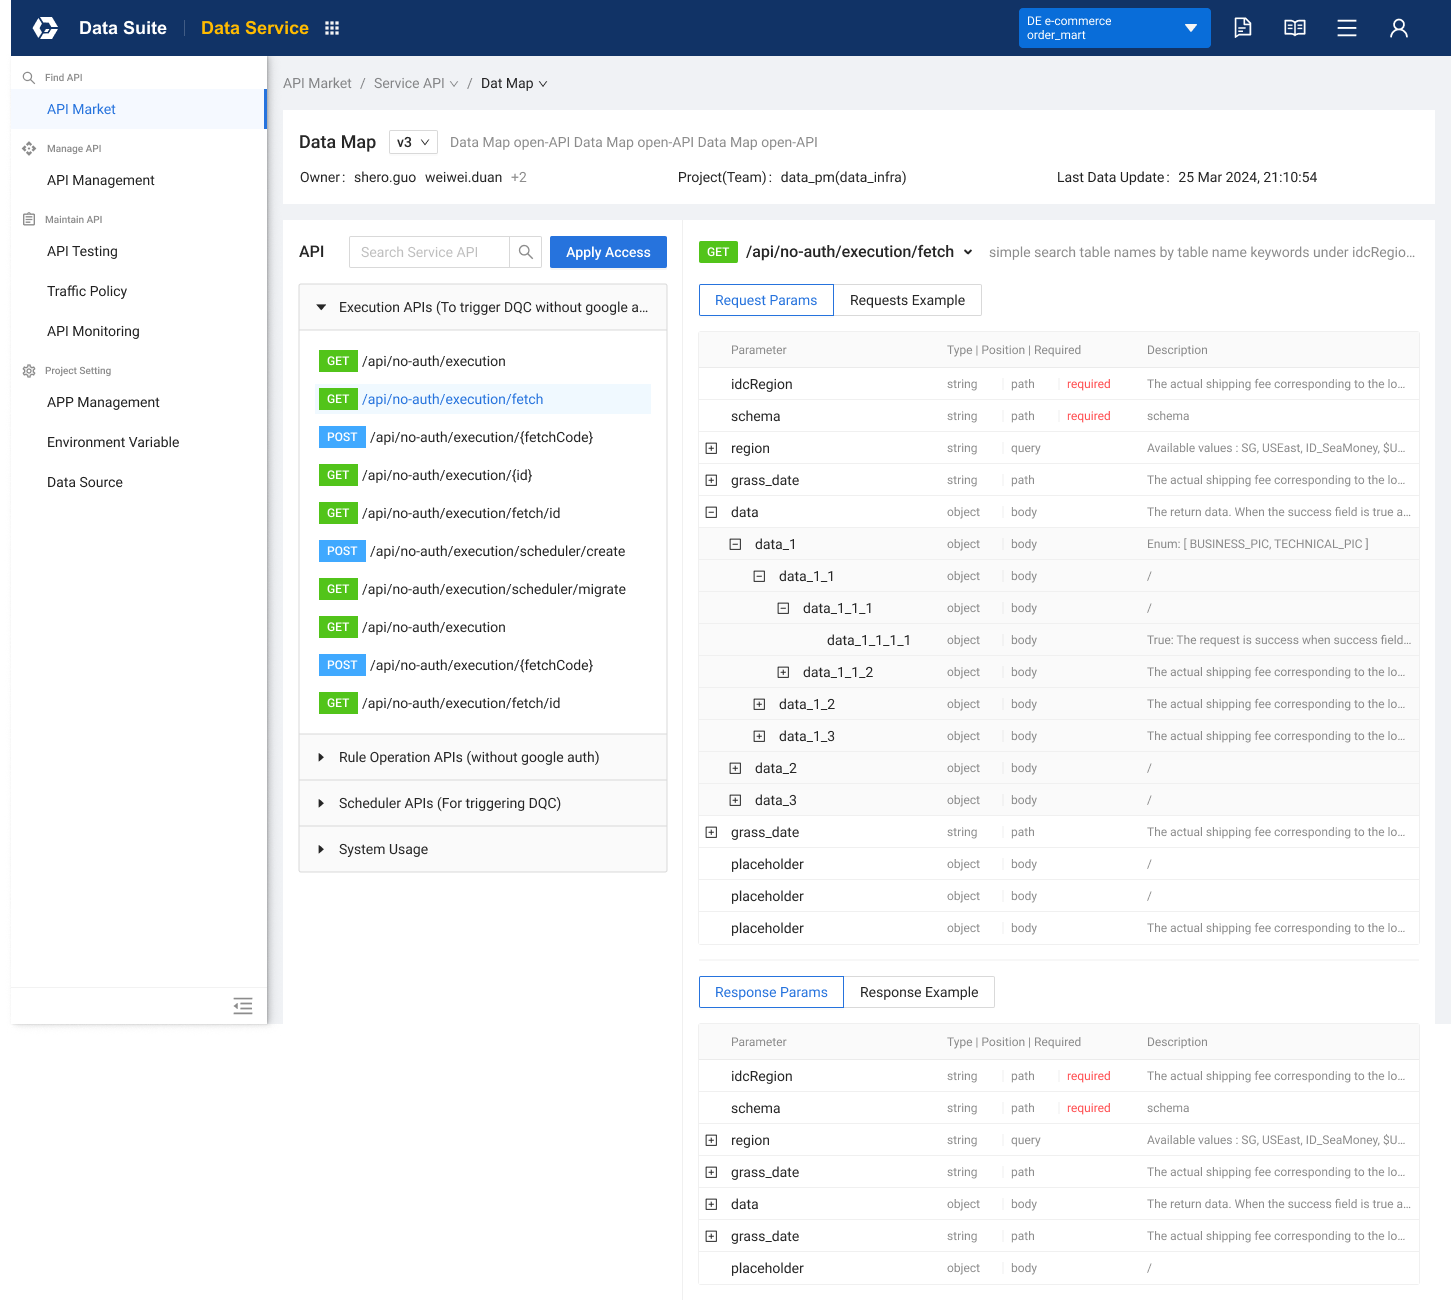 Data Suite
Data Service
DE e-commerce
order_mart
Find API
API Market
Manage API
API Management
Maintain API
API Testing
Traffic Policy
API Monitoring
Project Setting
APP Management
Environment Variable
Data Source
API Market / Service API / Dat Map
Data Map v3 Data Map open-API Data Map open-API Data Map open-API
Owner: shero.guo weiwei.duan +2 Project(Team): data_pm(data_infra) Last Data Update: 25 Mar 2024, 21:10:54
API Search Service API Apply Access
Execution APIs (To trigger DQC without google a...
GET /api/no-auth/execution
GET /api/no-auth/execution/fetch
POST /api/no-auth/execution/{fetchCode}
GET /api/no-auth/execution/{id}
GET /api/no-auth/execution/fetch/id
POST /api/no-auth/execution/scheduler/create
GET /api/no-auth/execution/scheduler/migrate
GET /api/no-auth/execution
POST /api/no-auth/execution/{fetchCode}
GET /api/no-auth/execution/fetch/id
Rule Operation APIs (without google auth)
Scheduler APIs (For triggering DQC)
System Usage
GET /api/no-auth/execution/fetch simple search table names by table name keywords under idcRegio...
Request Params Requests Example
Parameter Type | Position | Required Description
idcRegion string path required The actual shipping fee corresponding to the lo...
schema string path required schema
region string query Available values : SG, USEast, ID_SeaMoney, $U...
grass_date string path The actual shipping fee corresponding to the lo...
data object body The return data. When the success field is true a...
data_1 object body Enum: [ BUSINESS_PIC, TECHNICAL_PIC ]
data_1_1 object body /
data_1_1_1 object body /
data_1_1_1_1 object body True: The request is success when success field...
data_1_1_2 object body The actual shipping fee corresponding to the lo...
data_1_2 object body The actual shipping fee corresponding to the lo...
data_1_3 object body The actual shipping fee corresponding to the lo...
data_2 object body /
data_3 object body /
grass_date string path The actual shipping fee corresponding to the lo...
placeholder object body /
placeholder object body /
placeholder object body The actual shipping fee corresponding to the lo...
Response Params Response Example
Parameter Type | Position | Required Description
idcRegion string path required The actual shipping fee corresponding to the lo...
schema string path required schema
region string query Available values : SG, USEast, ID_SeaMoney, $U...
grass_date string path The actual shipping fee corresponding to the lo...
data object body The return data. When the success field is true a...
grass_date string path The actual shipping fee corresponding to the lo...
placeholder object body /